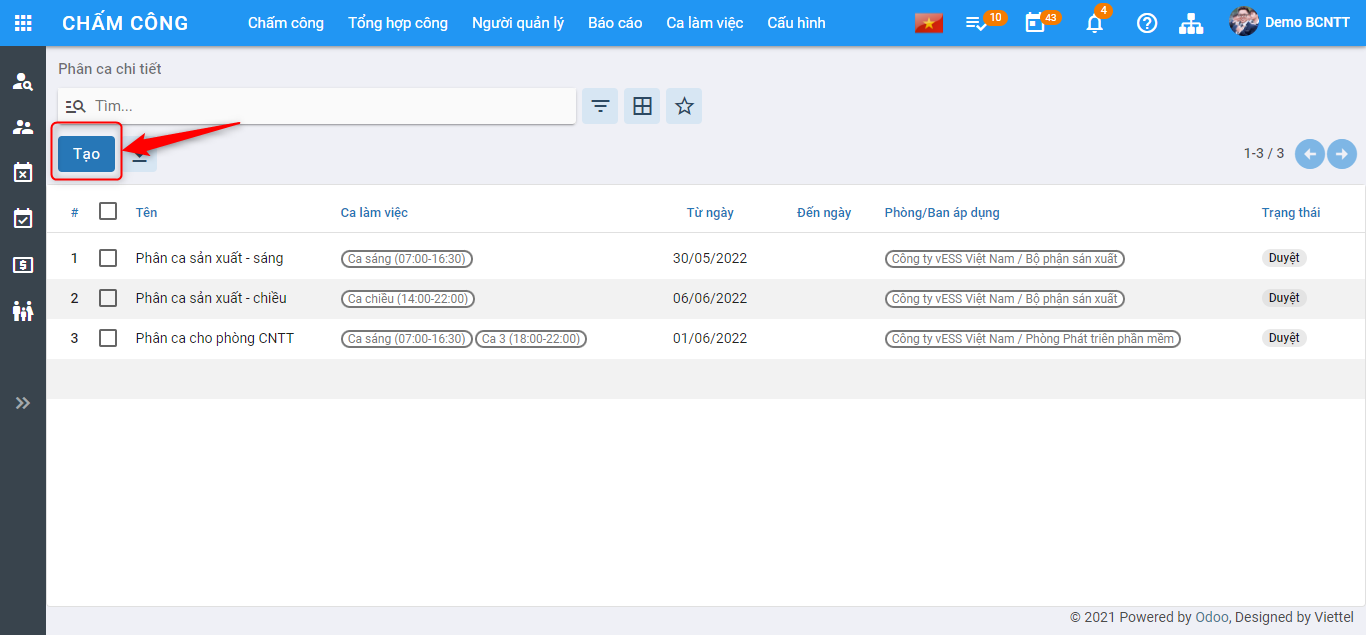 CHẤM CÔNG Chấm công Tổng hợp công Người quản lý Báo cáo Ca làm việc Cấu hình 10 43 4 Demo BCNTT
Phân ca chi tiết
Tìm...
Tạo 1-3 / 3
# Tên Ca làm việc Từ ngày Đến ngày Phòng/Ban áp dụng Trạng thái
1 Phân ca sản xuất - sáng Ca sáng (07:00-16:30) 30/05/2022 Công ty vESS Việt Nam / Bộ phận sản xuất Duyệt
2 Phân ca sản xuất - chiều Ca chiều (14:00-22:00) 06/06/2022 Công ty vESS Việt Nam / Bộ phận sản xuất Duyệt
3 Phân ca cho phòng CNTT Ca sáng (07:00-16:30) Ca 3 (18:00-22:00) 01/06/2022 Công ty vESS Việt Nam / Phòng Phát triên phần mềm Duyệt
© 2021 Powered by Odoo, Designed by Viettel